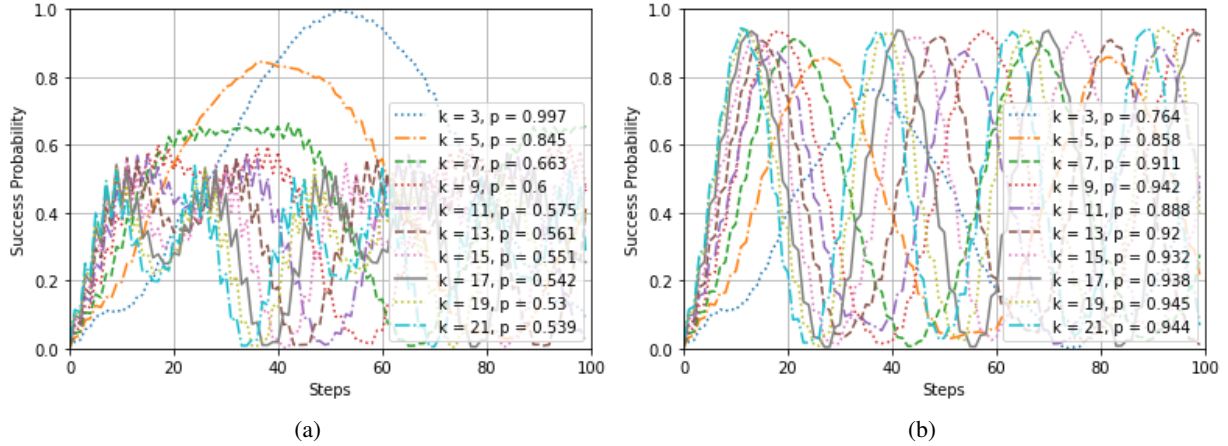 1.0
0.8
0.6
0.4
0.2
0.0
Success Probability
k = 3, p = 0.997
k = 5, p = 0.845
k = 7, p = 0.663
k = 9, p = 0.6
k = 11, p = 0.575
k = 13, p = 0.561
k = 15, p = 0.551
k = 17, p = 0.542
k = 19, p = 0.53
k = 21, p = 0.539
0 20 40 60 80 100
Steps
(a)
1.0
0.8
0.6
0.4
0.2
0.0
Success Probability
k = 3, p = 0.764
k = 5, p = 0.858
k = 7, p = 0.911
k = 9, p = 0.942
k = 11, p = 0.888
k = 13, p = 0.92
k = 15, p = 0.932
k = 17, p = 0.938
k = 19, p = 0.945
k = 21, p = 0.944
0 20 40 60 80 100
Steps
(b)